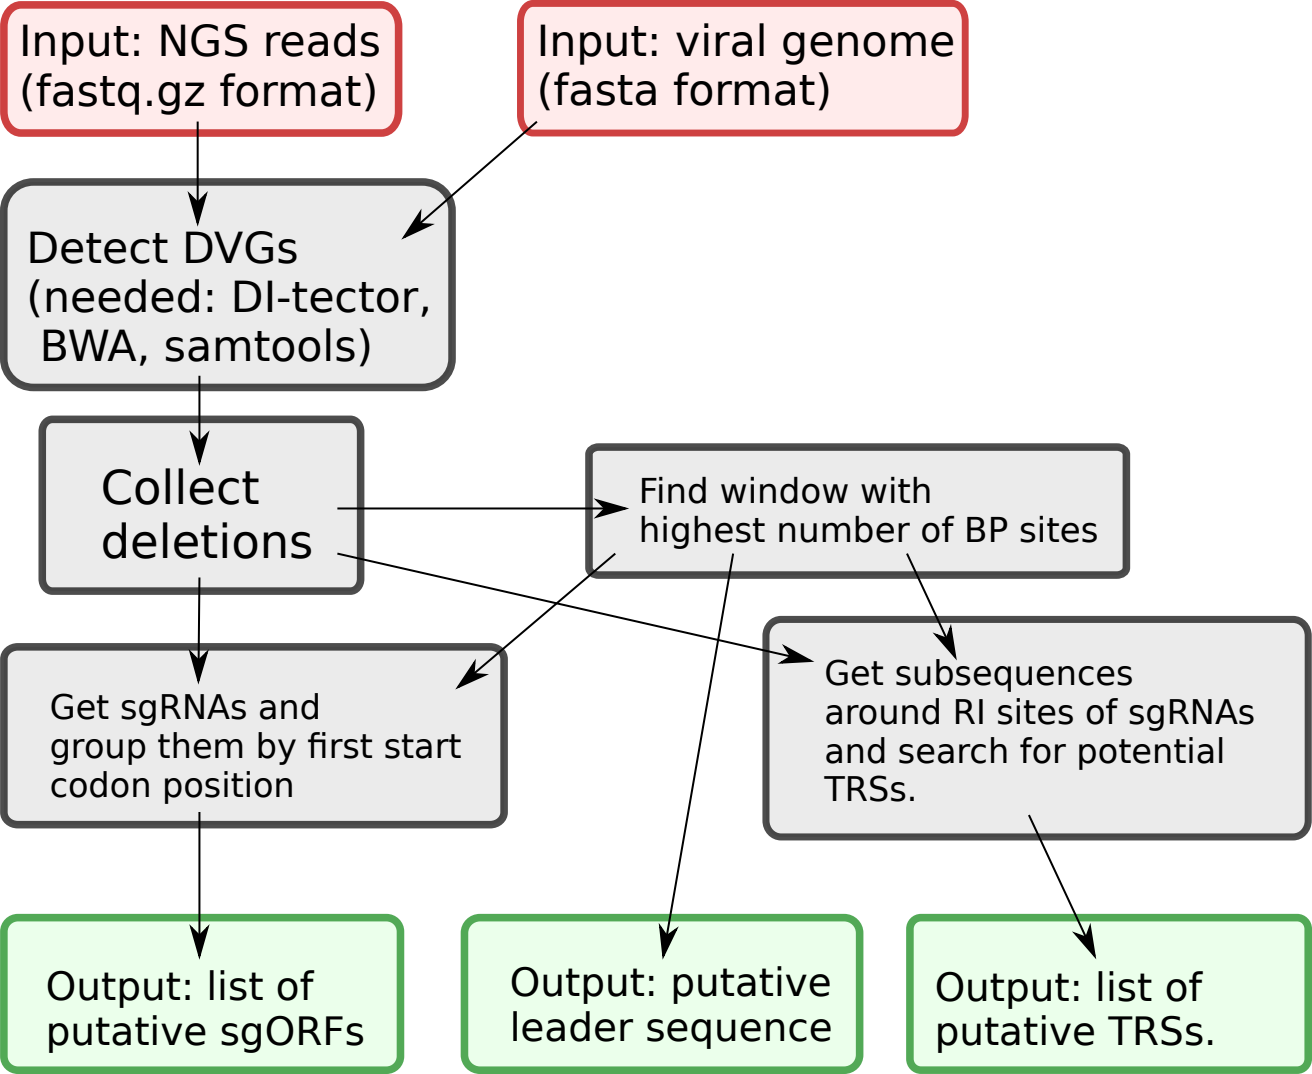 Input: NGS reads
(fastq.gz format)
Input: viral genome
(fasta format)
Detect DVGs
(needed: DI-tector,
BWA, samtools)
Collect
deletions
Find window with
highest number of BP sites
Get sgRNAs and
group them by first start
codon position
Get subsequences
around RI sites of sgRNAs
and search for potential
TRSs.
Output: list of
putative sgORFs
Output: putative
leader sequence
Output: list of
putative TRSs.